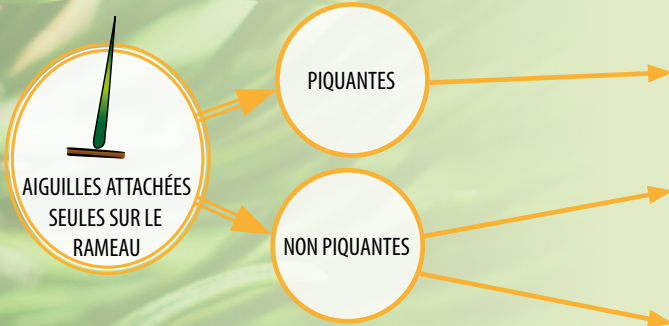 AIGUILLES ATTACHÉES
SEULES SUR LE
RAMEAU
PIQUANTES
NON PIQUANTES